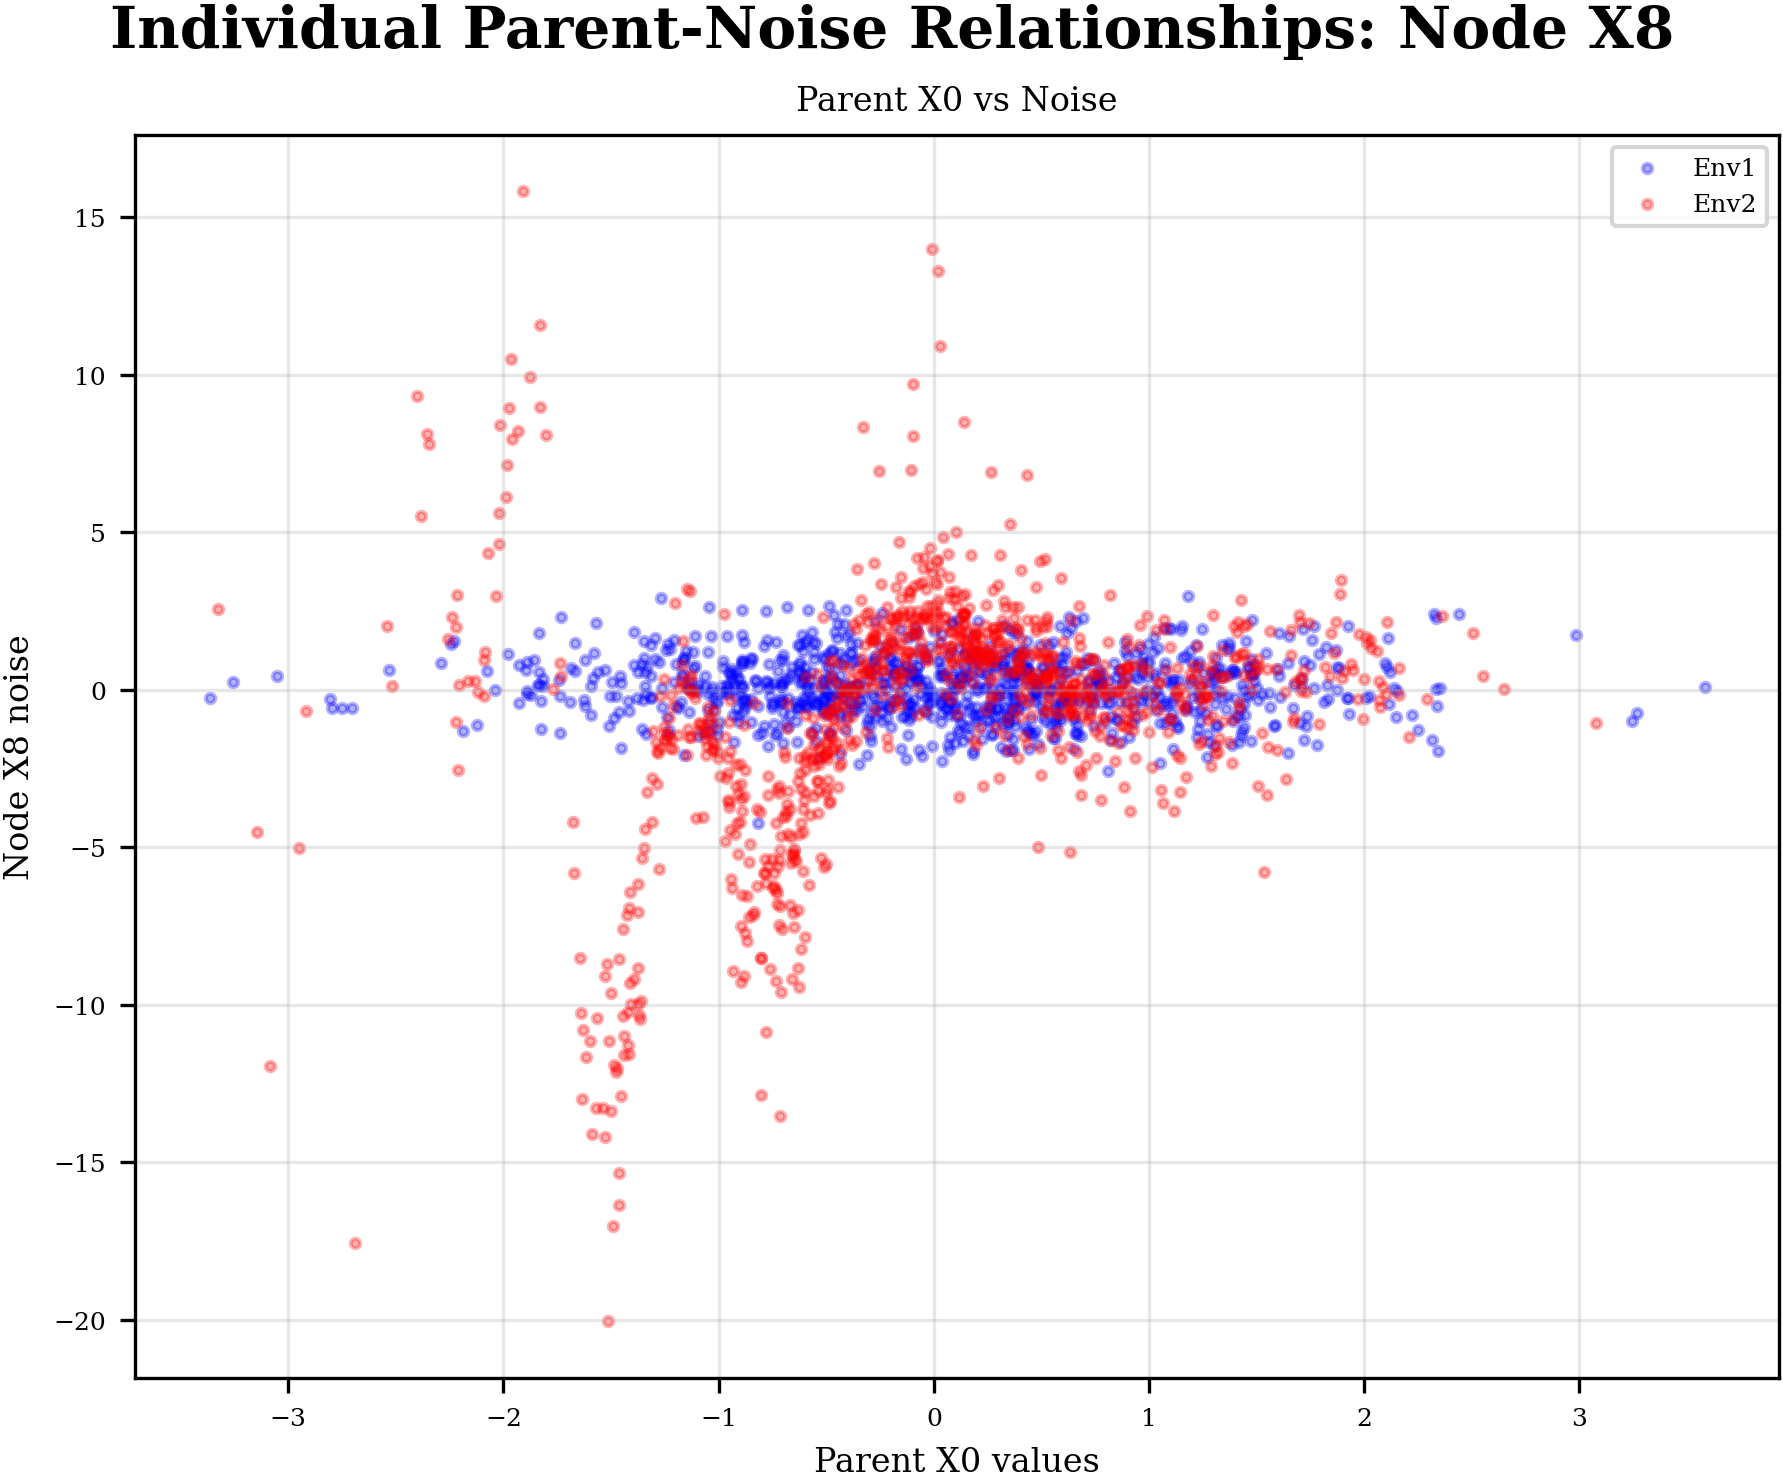 Individual Parent-Noise Relationships: Node X8
Parent X0 vs Noise
Env1
Env2
15
10
5
0
−5
−10
−15
−20
Node X8 noise
−3
−2
−1
0
1
2
3
Parent X0 values